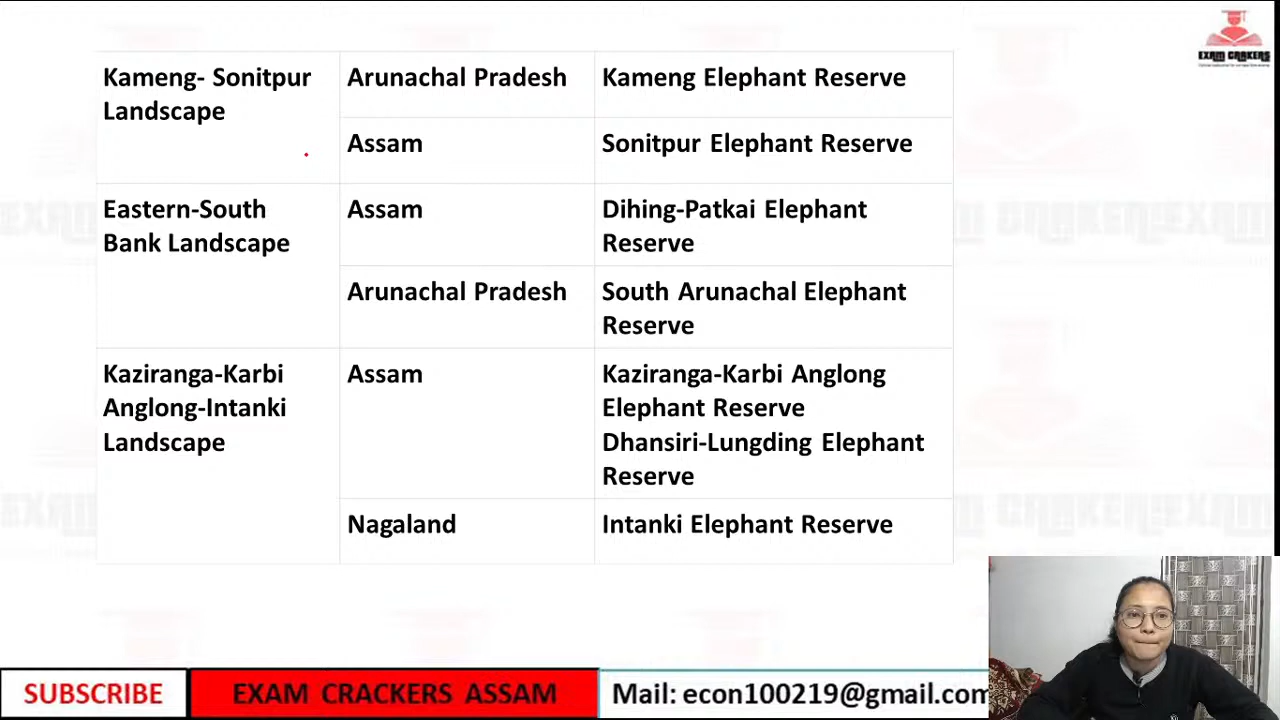 EXAM CRAKERS
Kameng- Sonitpur Landscape
Arunachal Pradesh
Kameng Elephant Reserve
Assam
Sonitpur Elephant Reserve
Eastern-South
Bank Landscape
Assam
Dihing-Patkai Elephant
Reserve
Arunachal Pradesh
South Arunachal Elephant
Reserve
Kaziranga-Karbi
Anglong-Intanki
Landscape
Assam
Kaziranga-Karbi Anglong
Elephant Reserve
Dhansiri-Lungding Elephant
Reserve
Nagaland
Intanki Elephant Reserve
SUBSCRIBE
EXAM CRACKERS ASSAM
Mail: econ100219@gmail.com